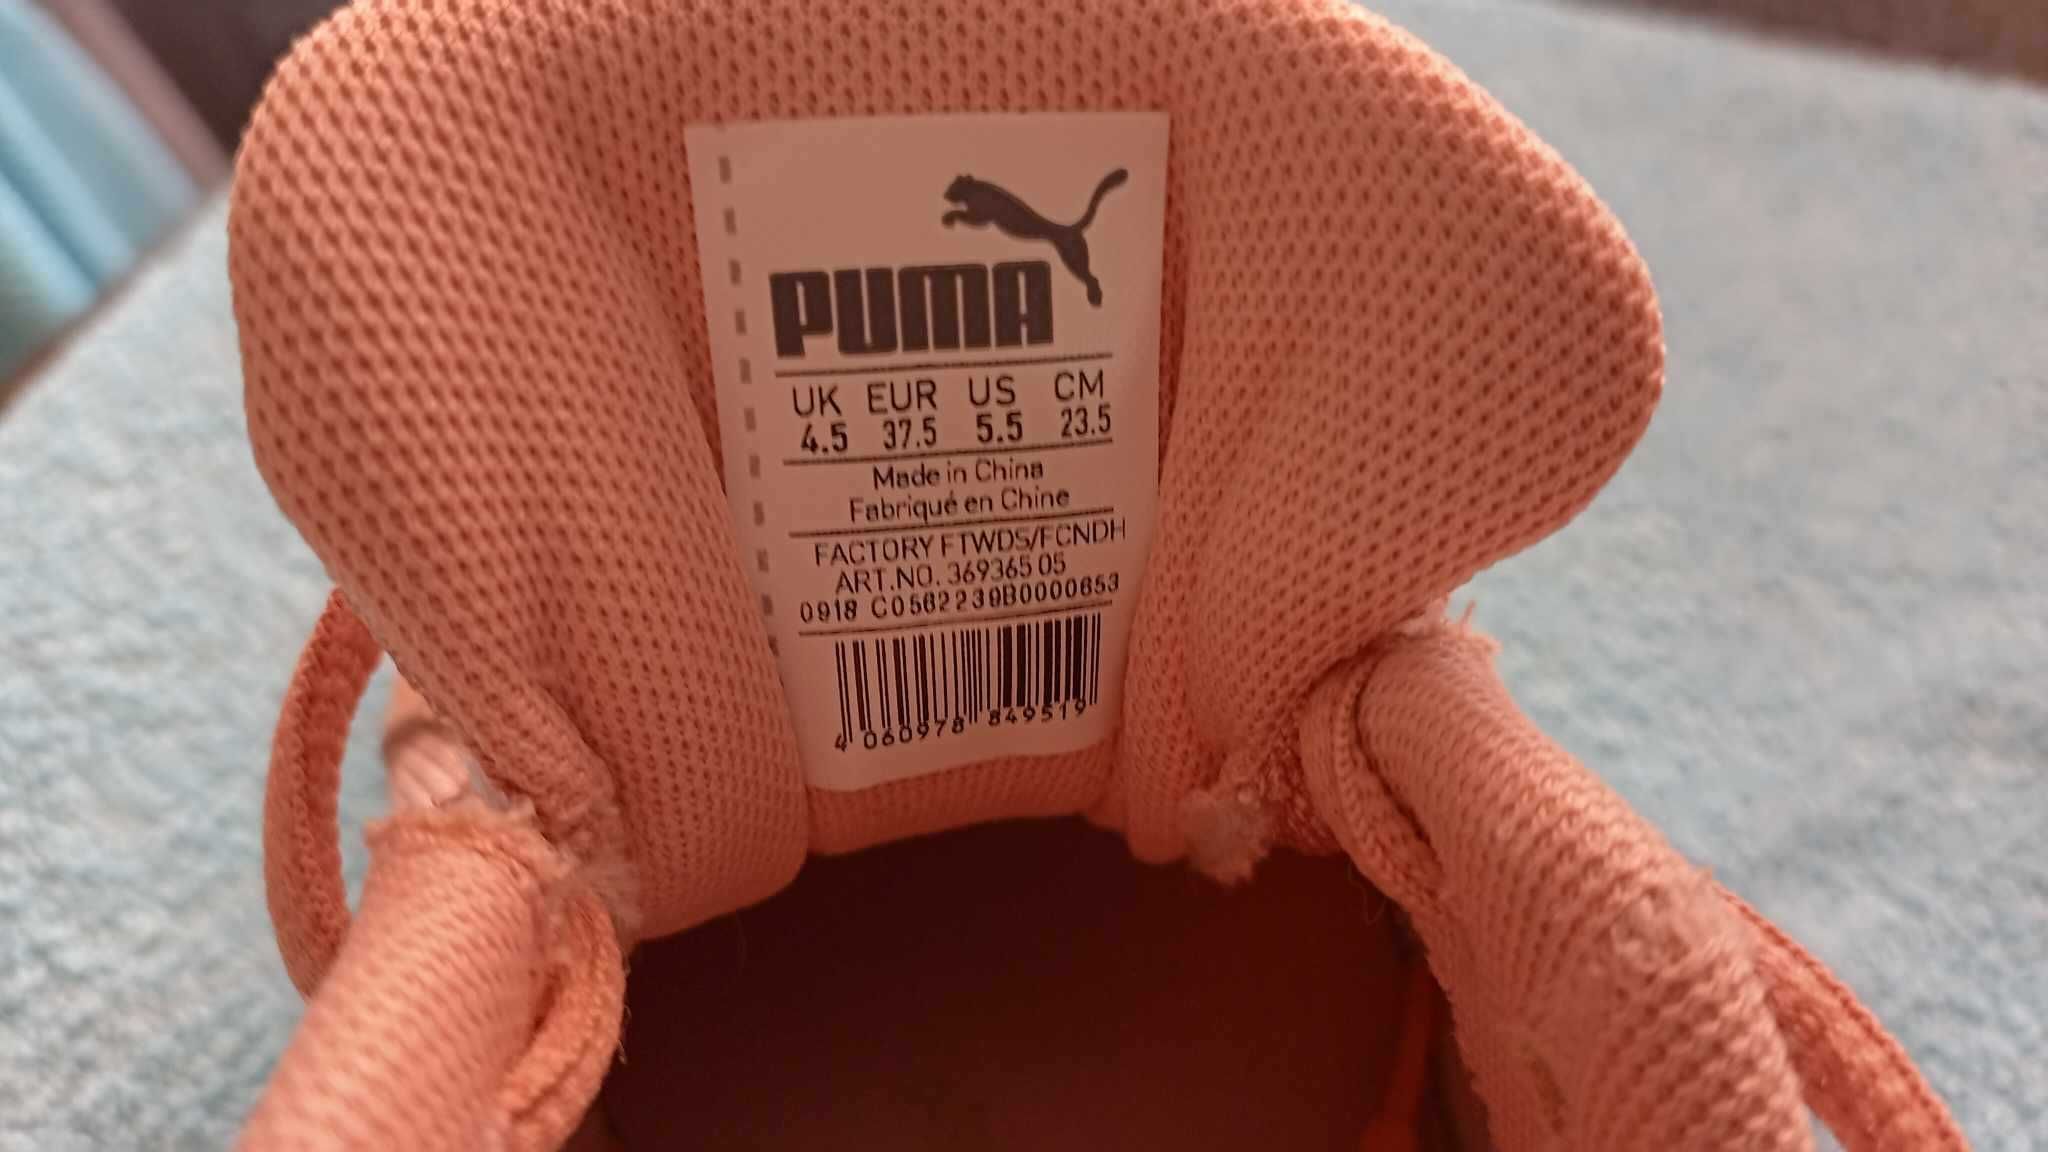 PUMA
UK EUR US CM
4.5 37.5 5.5 23.5
Made in China
Fabriqué en Chine
FACTORY FTWDS/FCNDH
ART.NO. 369365 05
0918 C0562239B0000653
4 060978 849519